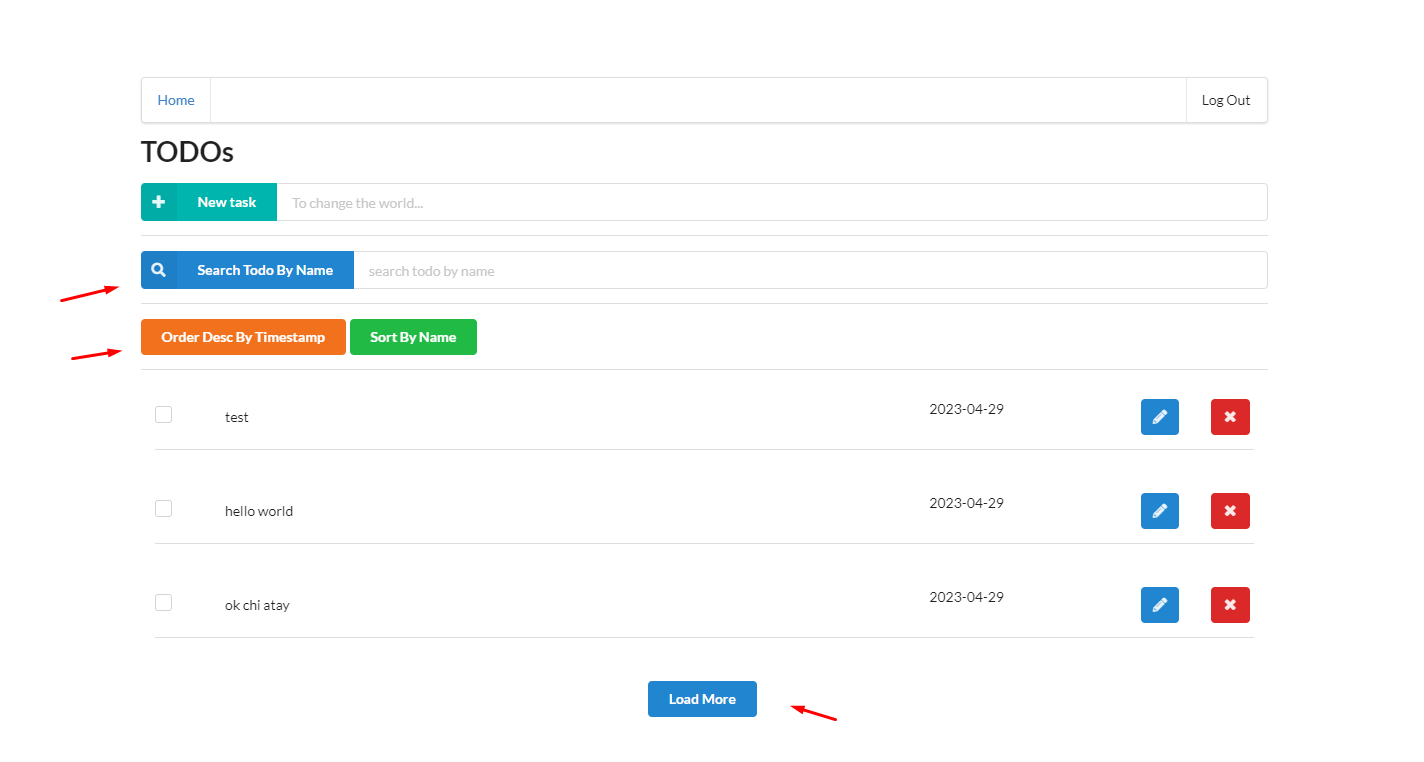 Home
Log Out
TODOs
New task
To change the world...
Search Todo By Name
search todo by name
Order Desc By Timestamp
Sort By Name
test
2023-04-29
hello world
2023-04-29
ok chi atay
2023-04-29
Load More